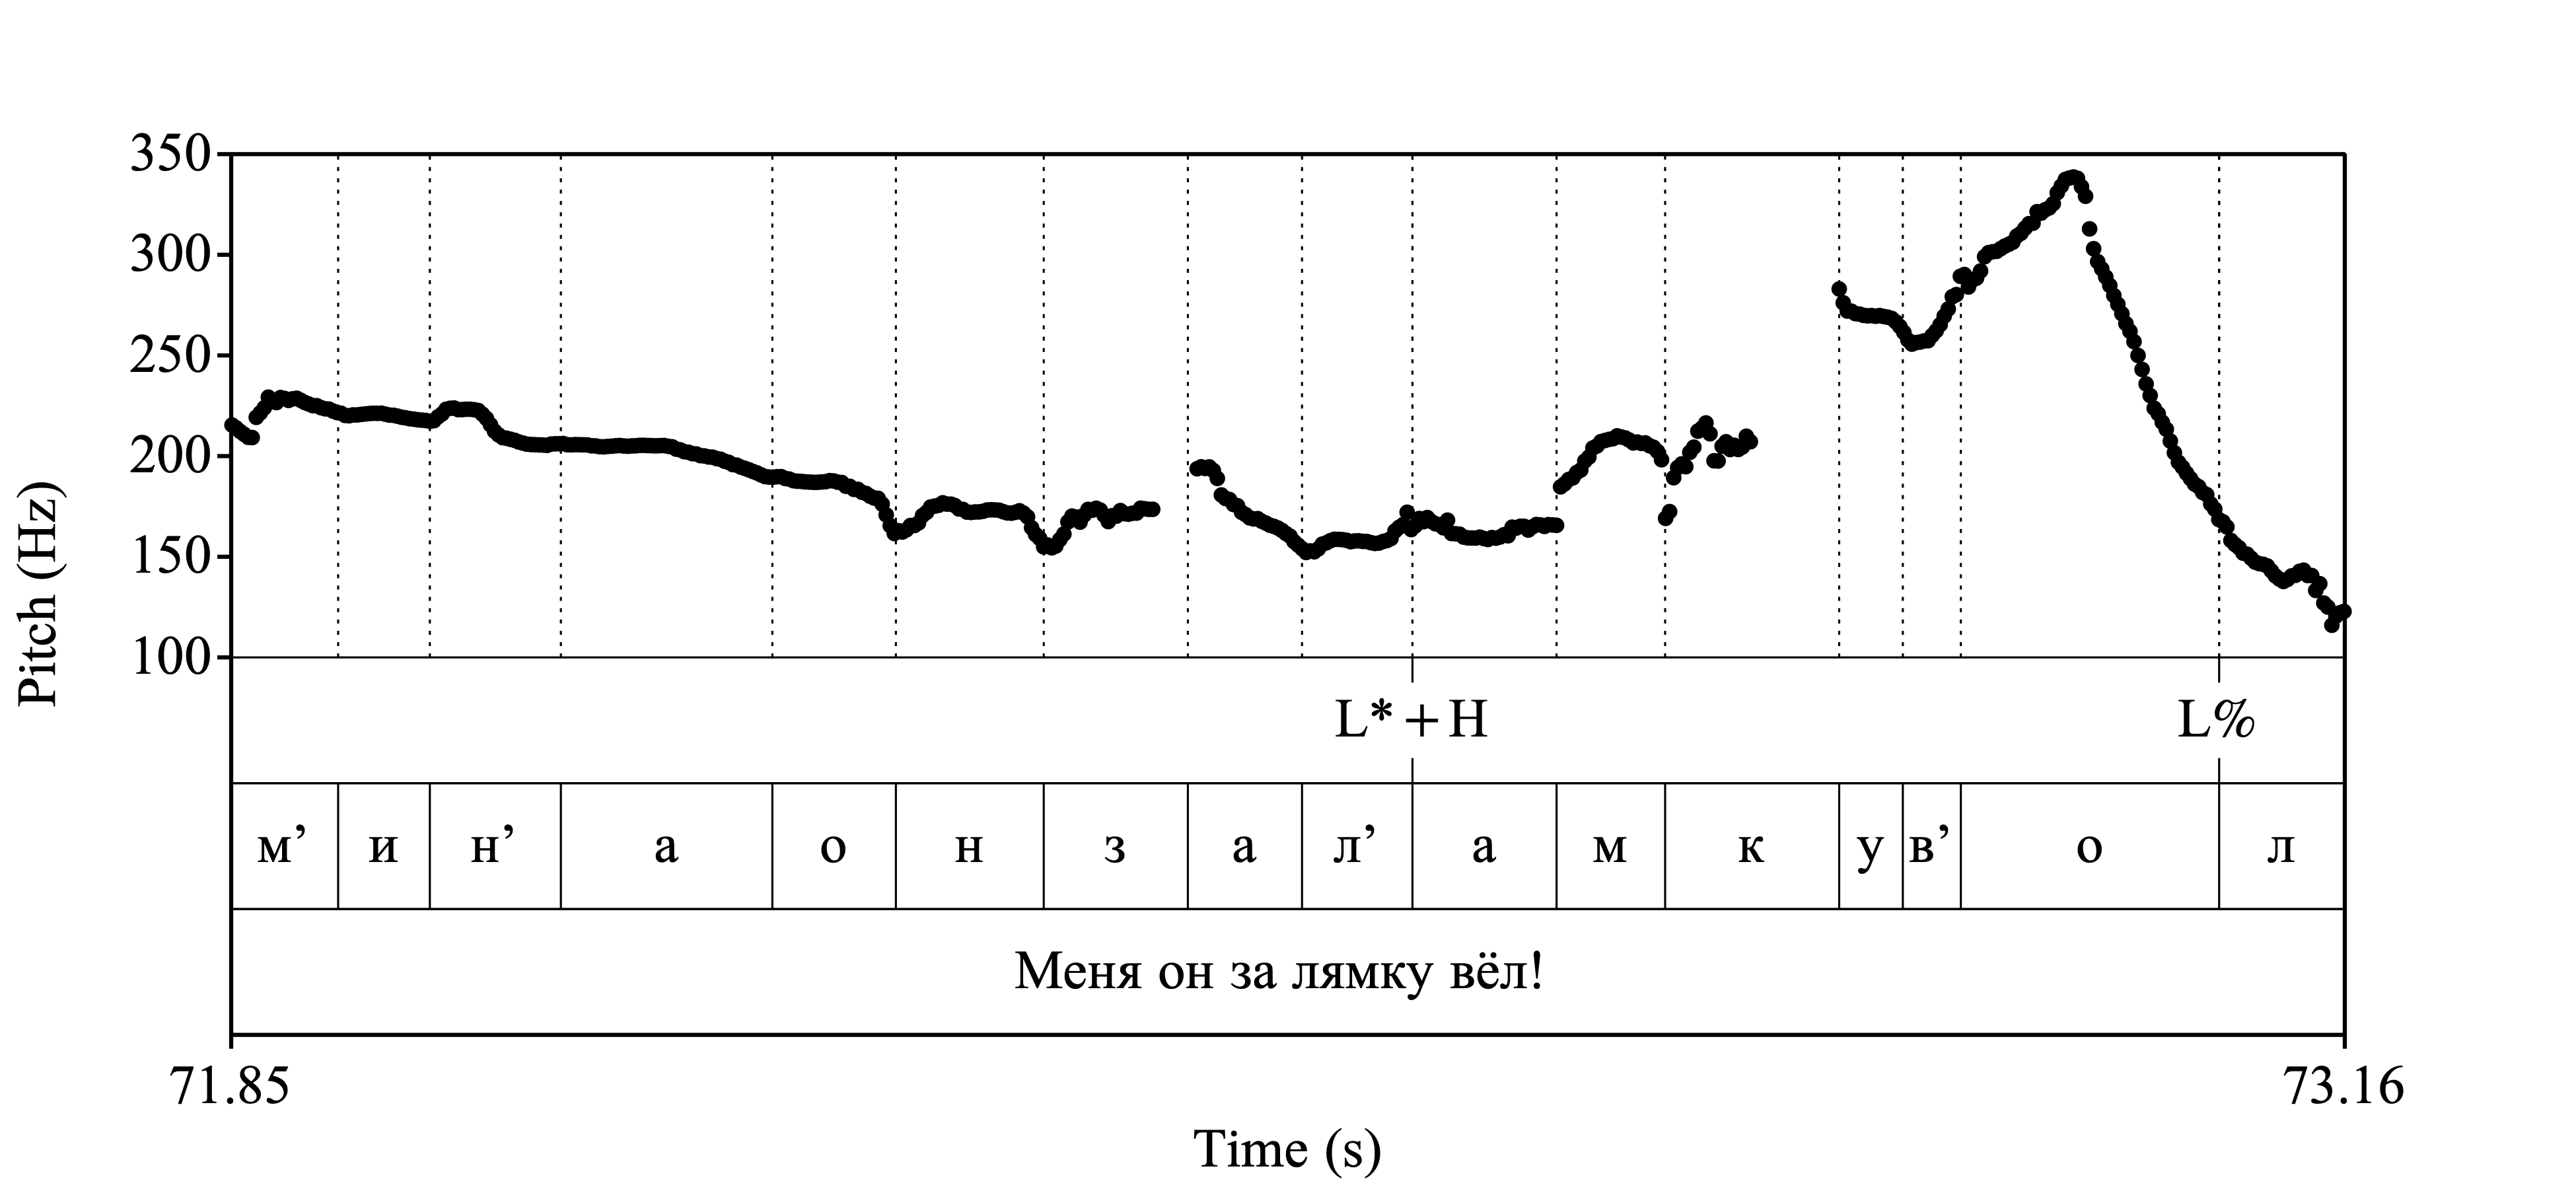 350
300
250
200
150
100
Pitch (Hz)
L*+H L%
м’ и н’ а о н з а л’ а м к у в’ о л
Меня он за лямку вёл!
71.85 73.16
Time (s)